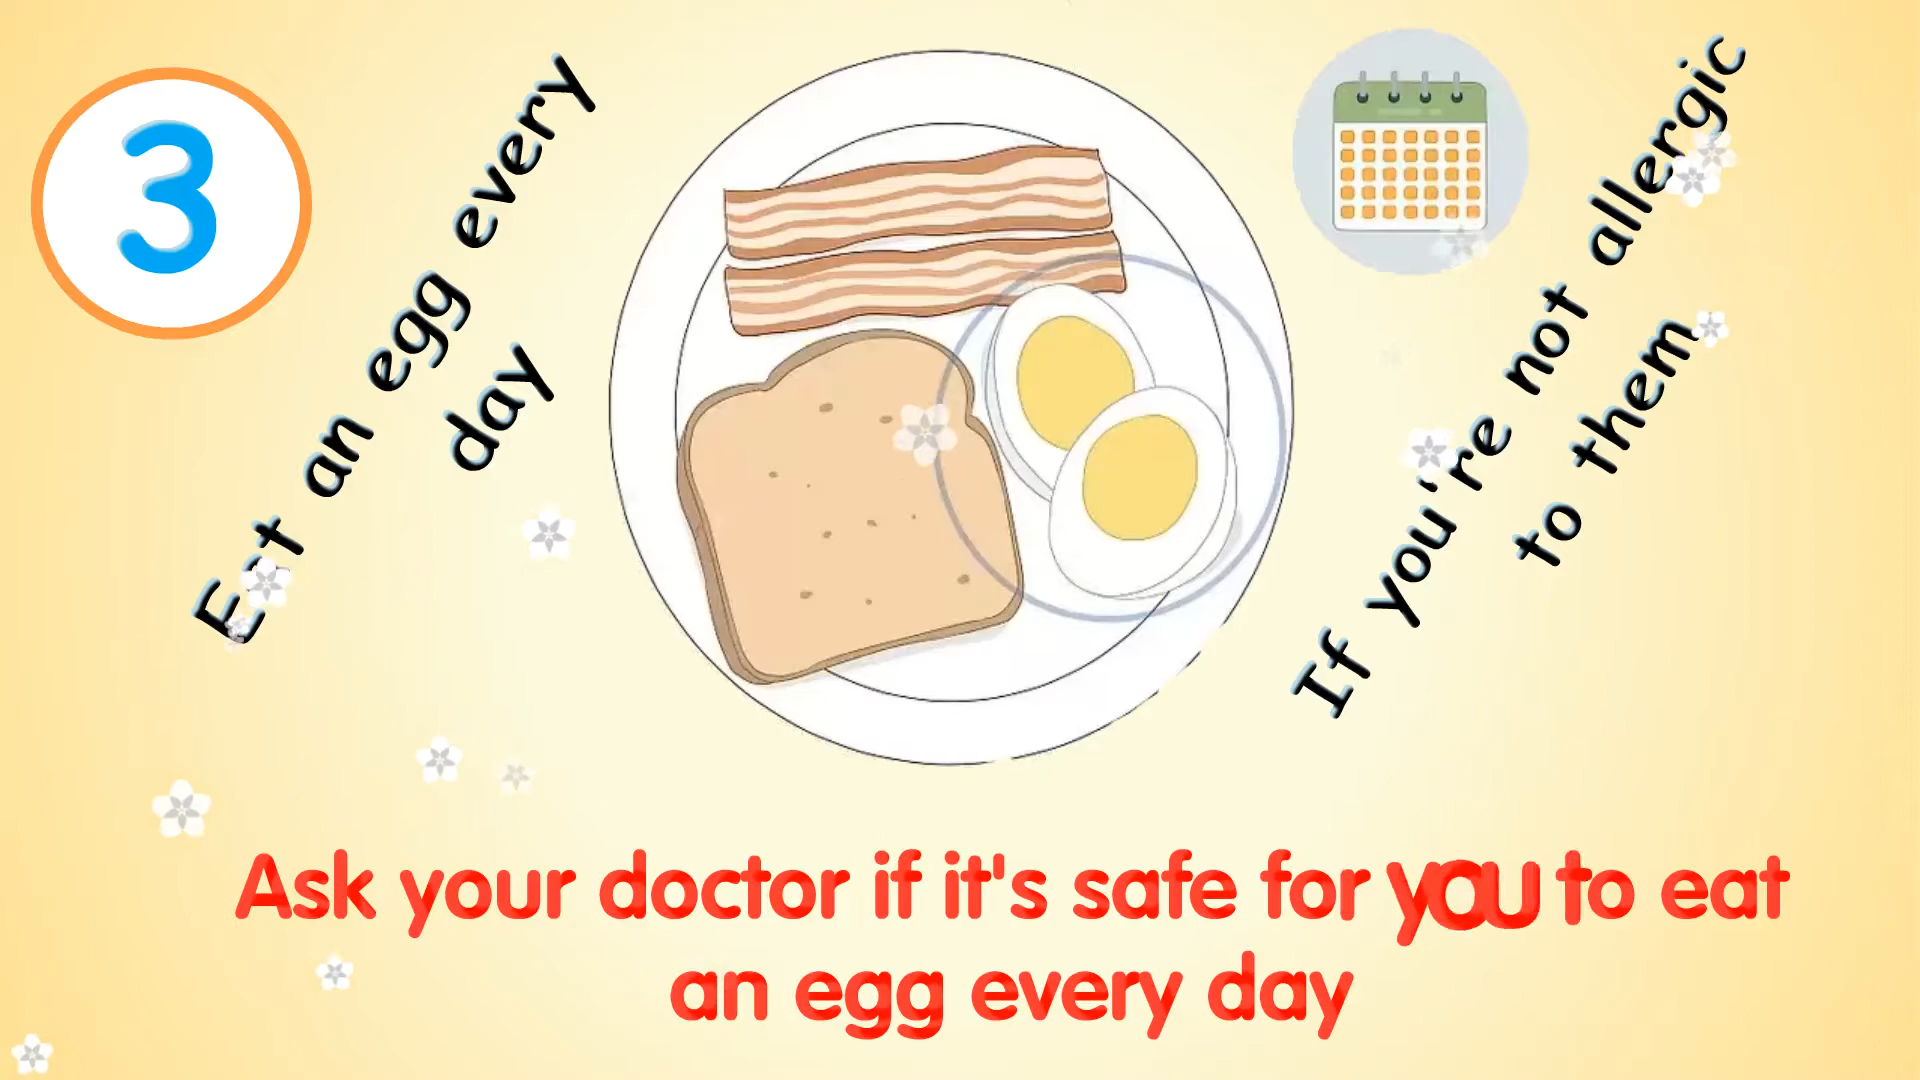 3
Eat an egg every
day
If you're not allergic
to them
Ask your doctor if it's safe for you to eat
an egg every day